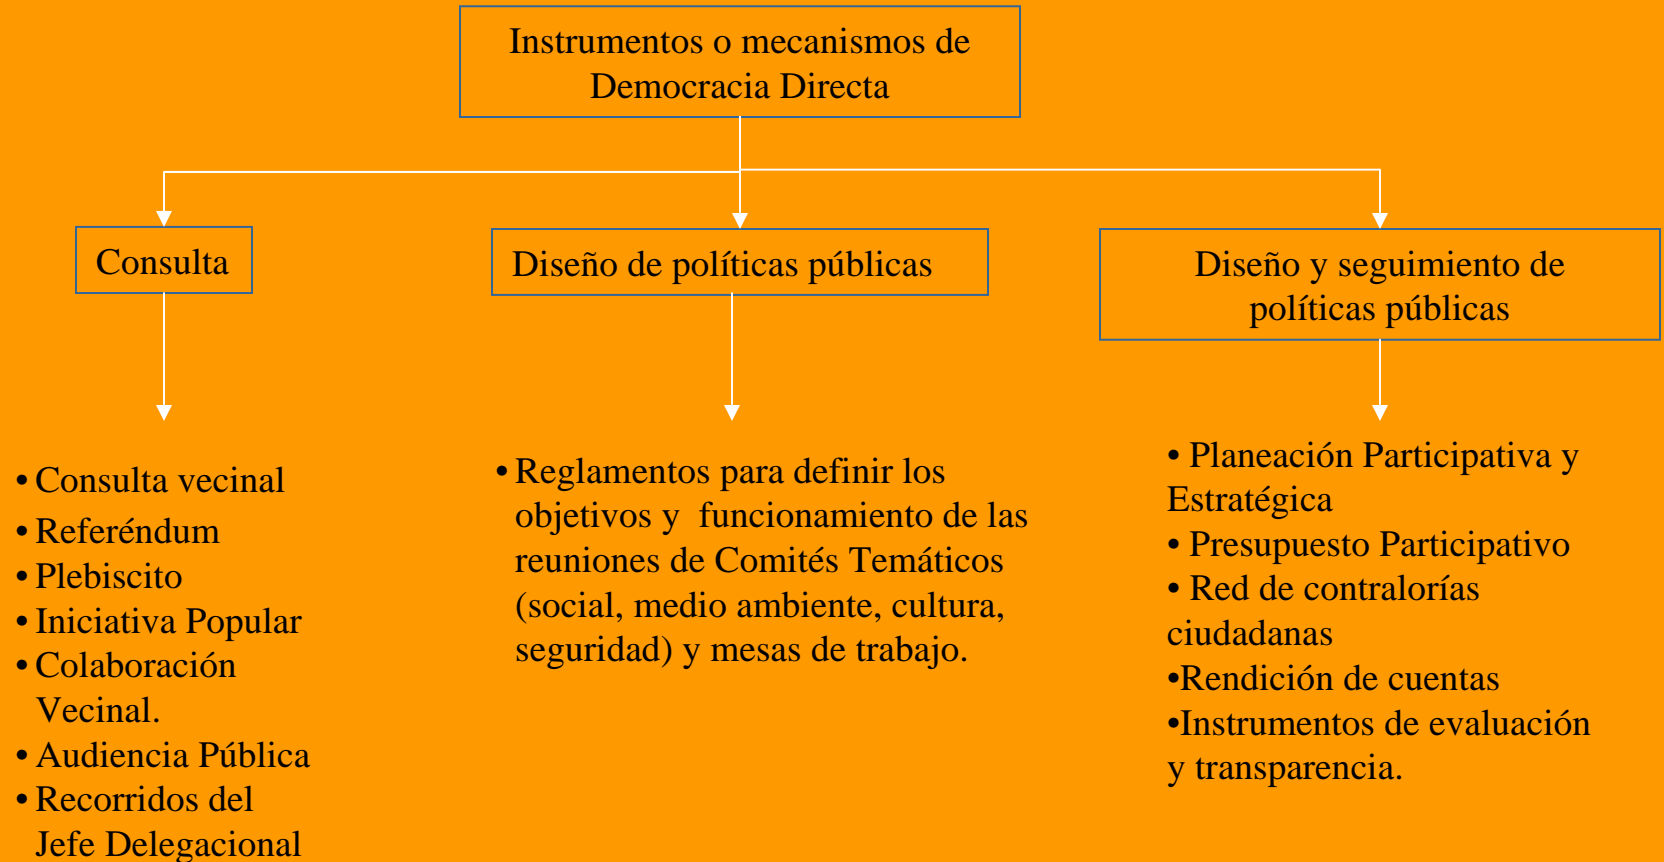 Instrumentos o mecanismos de
Democracia Directa
Consulta
Diseño de políticas públicas
Diseño y seguimiento de
políticas públicas
• Consulta vecinal
• Referéndum
• Plebiscito
• Iniciativa Popular
• Colaboración
Vecinal.
• Audiencia Pública
• Recorridos del
Jefe Delegacional
• Reglamentos para definir los
objetivos y funcionamiento de las
reuniones de Comités Temáticos
(social, medio ambiente, cultura,
seguridad) y mesas de trabajo.
• Planeación Participativa y
Estratégica
• Presupuesto Participativo
• Red de contralorías
ciudadanas
•Rendición de cuentas
•Instrumentos de evaluación
y transparencia.